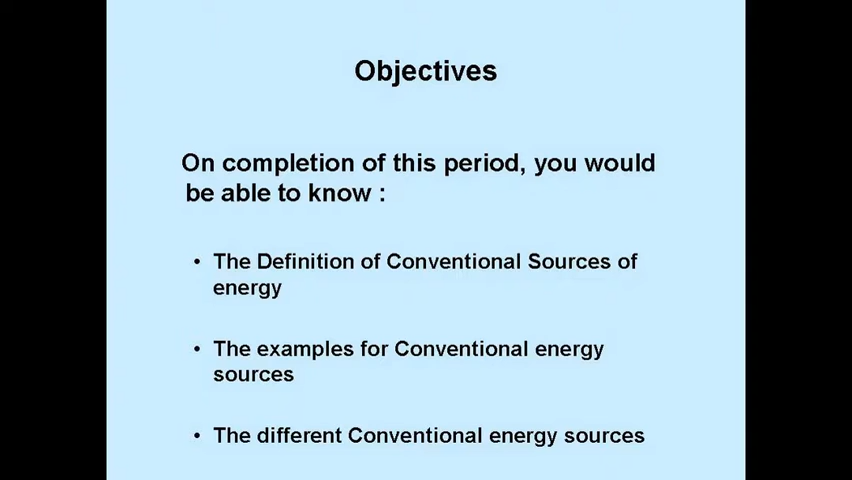 Objectives
On completion of this period, you would
be able to know :
• The Definition of Conventional Sources of
energy
• The examples for Conventional energy
sources
• The different Conventional energy sources